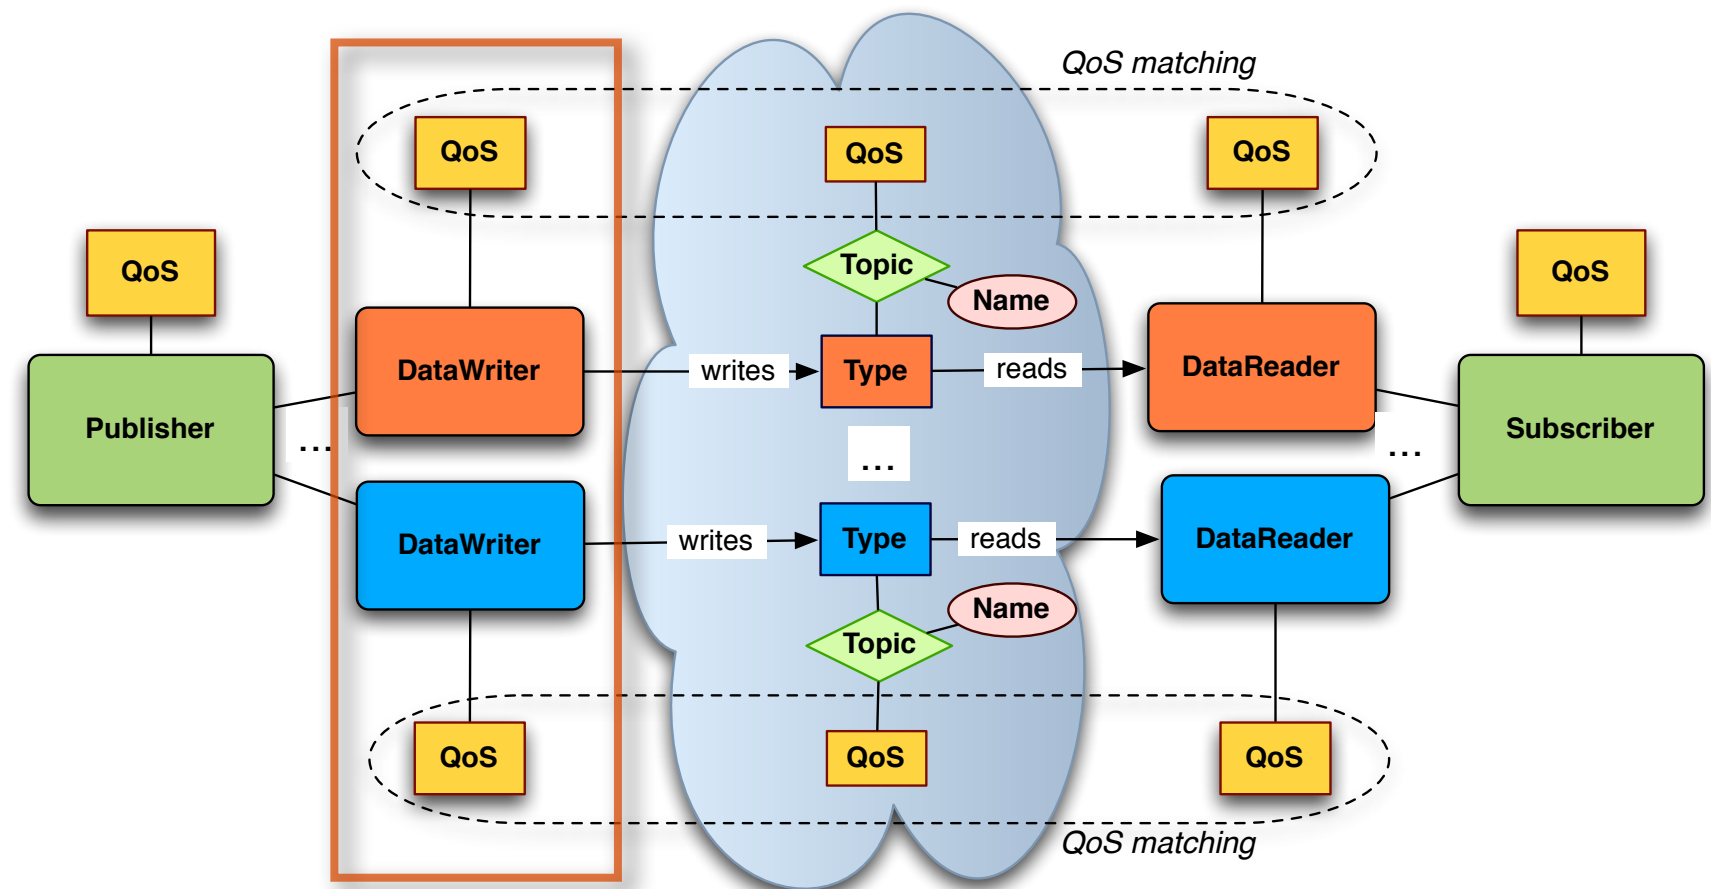 QoS matching
QoS
QoS
QoS
QoS
QoS
Topic
Name
DataWriter
writes
Type
reads
DataReader
Publisher
...
...
...
Subscriber
DataWriter
writes
Type
reads
DataReader
Name
Topic
QoS
QoS
QoS
QoS matching